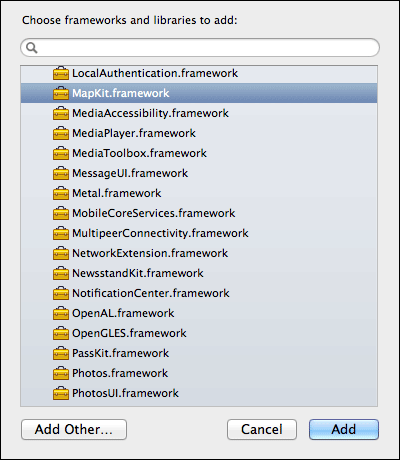 Choose frameworks and libraries to add:
LocalAuthentication.framework
MapKit.framework
MediaAccessibility.framework
MediaPlayer.framework
MediaToolbox.framework
MessageUI.framework
Metal.framework
MobileCoreServices.framework
MultipeerConnectivity.framework
NetworkExtension.framework
NewsstandKit.framework
NotificationCenter.framework
OpenAL.framework
OpenGLES.framework
PassKit.framework
Photos.framework
PhotosUI.framework
Add Other... Cancel Add